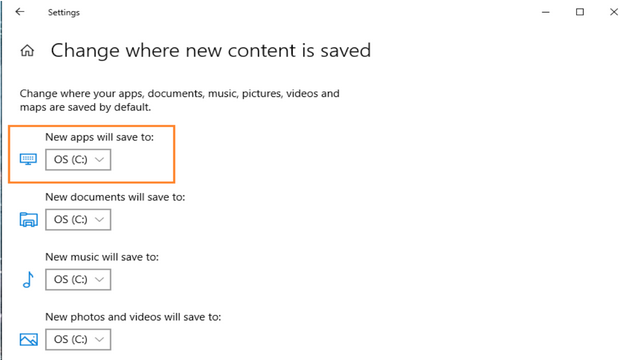 Settings
Change where new content is saved
Change where your apps, documents, music, pictures, videos and
maps are saved by default.
New apps will save to:
OS (C:)
New documents will save to:
OS (C:)
New music will save to:
OS (C:)
New photos and videos will save to:
OS (C:)